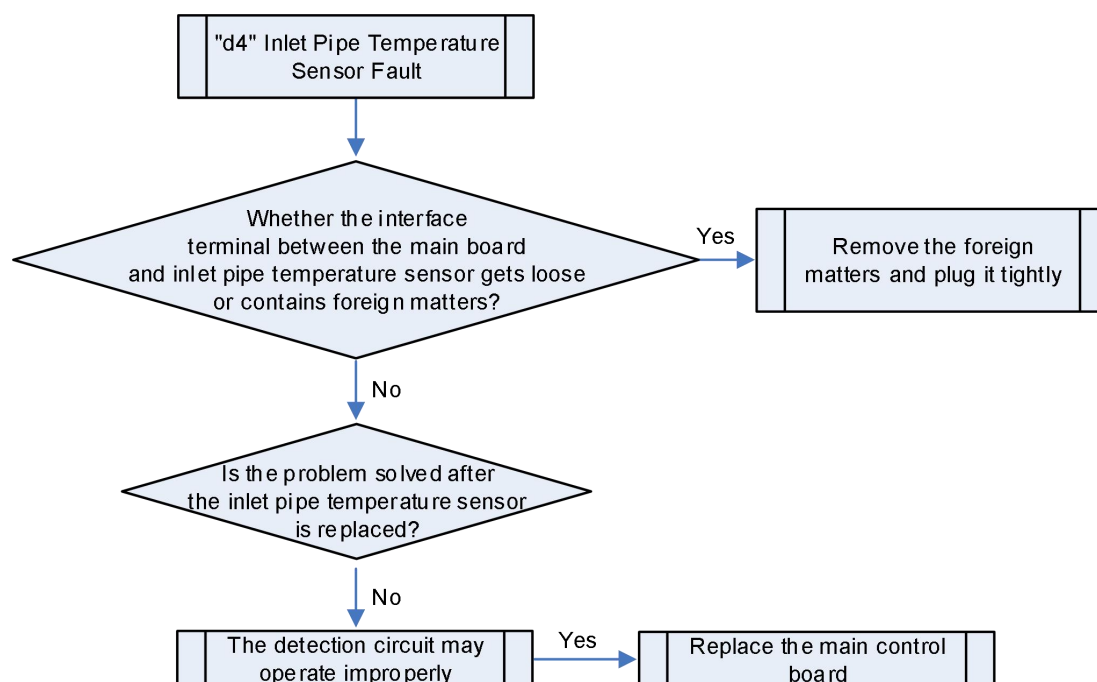 "d4" Inlet Pipe Temperature
Sensor Fault
Whether the interface
terminal between the main board
and inlet pipe temperature sensor gets loose
or contains foreign matters?
Yes
Remove the foreign
matters and plug it tightly
No
Is the problem solved after
the inlet pipe temperature sensor
is replaced?
No
The detection circuit may
operate improperly
Yes
Replace the main control
board